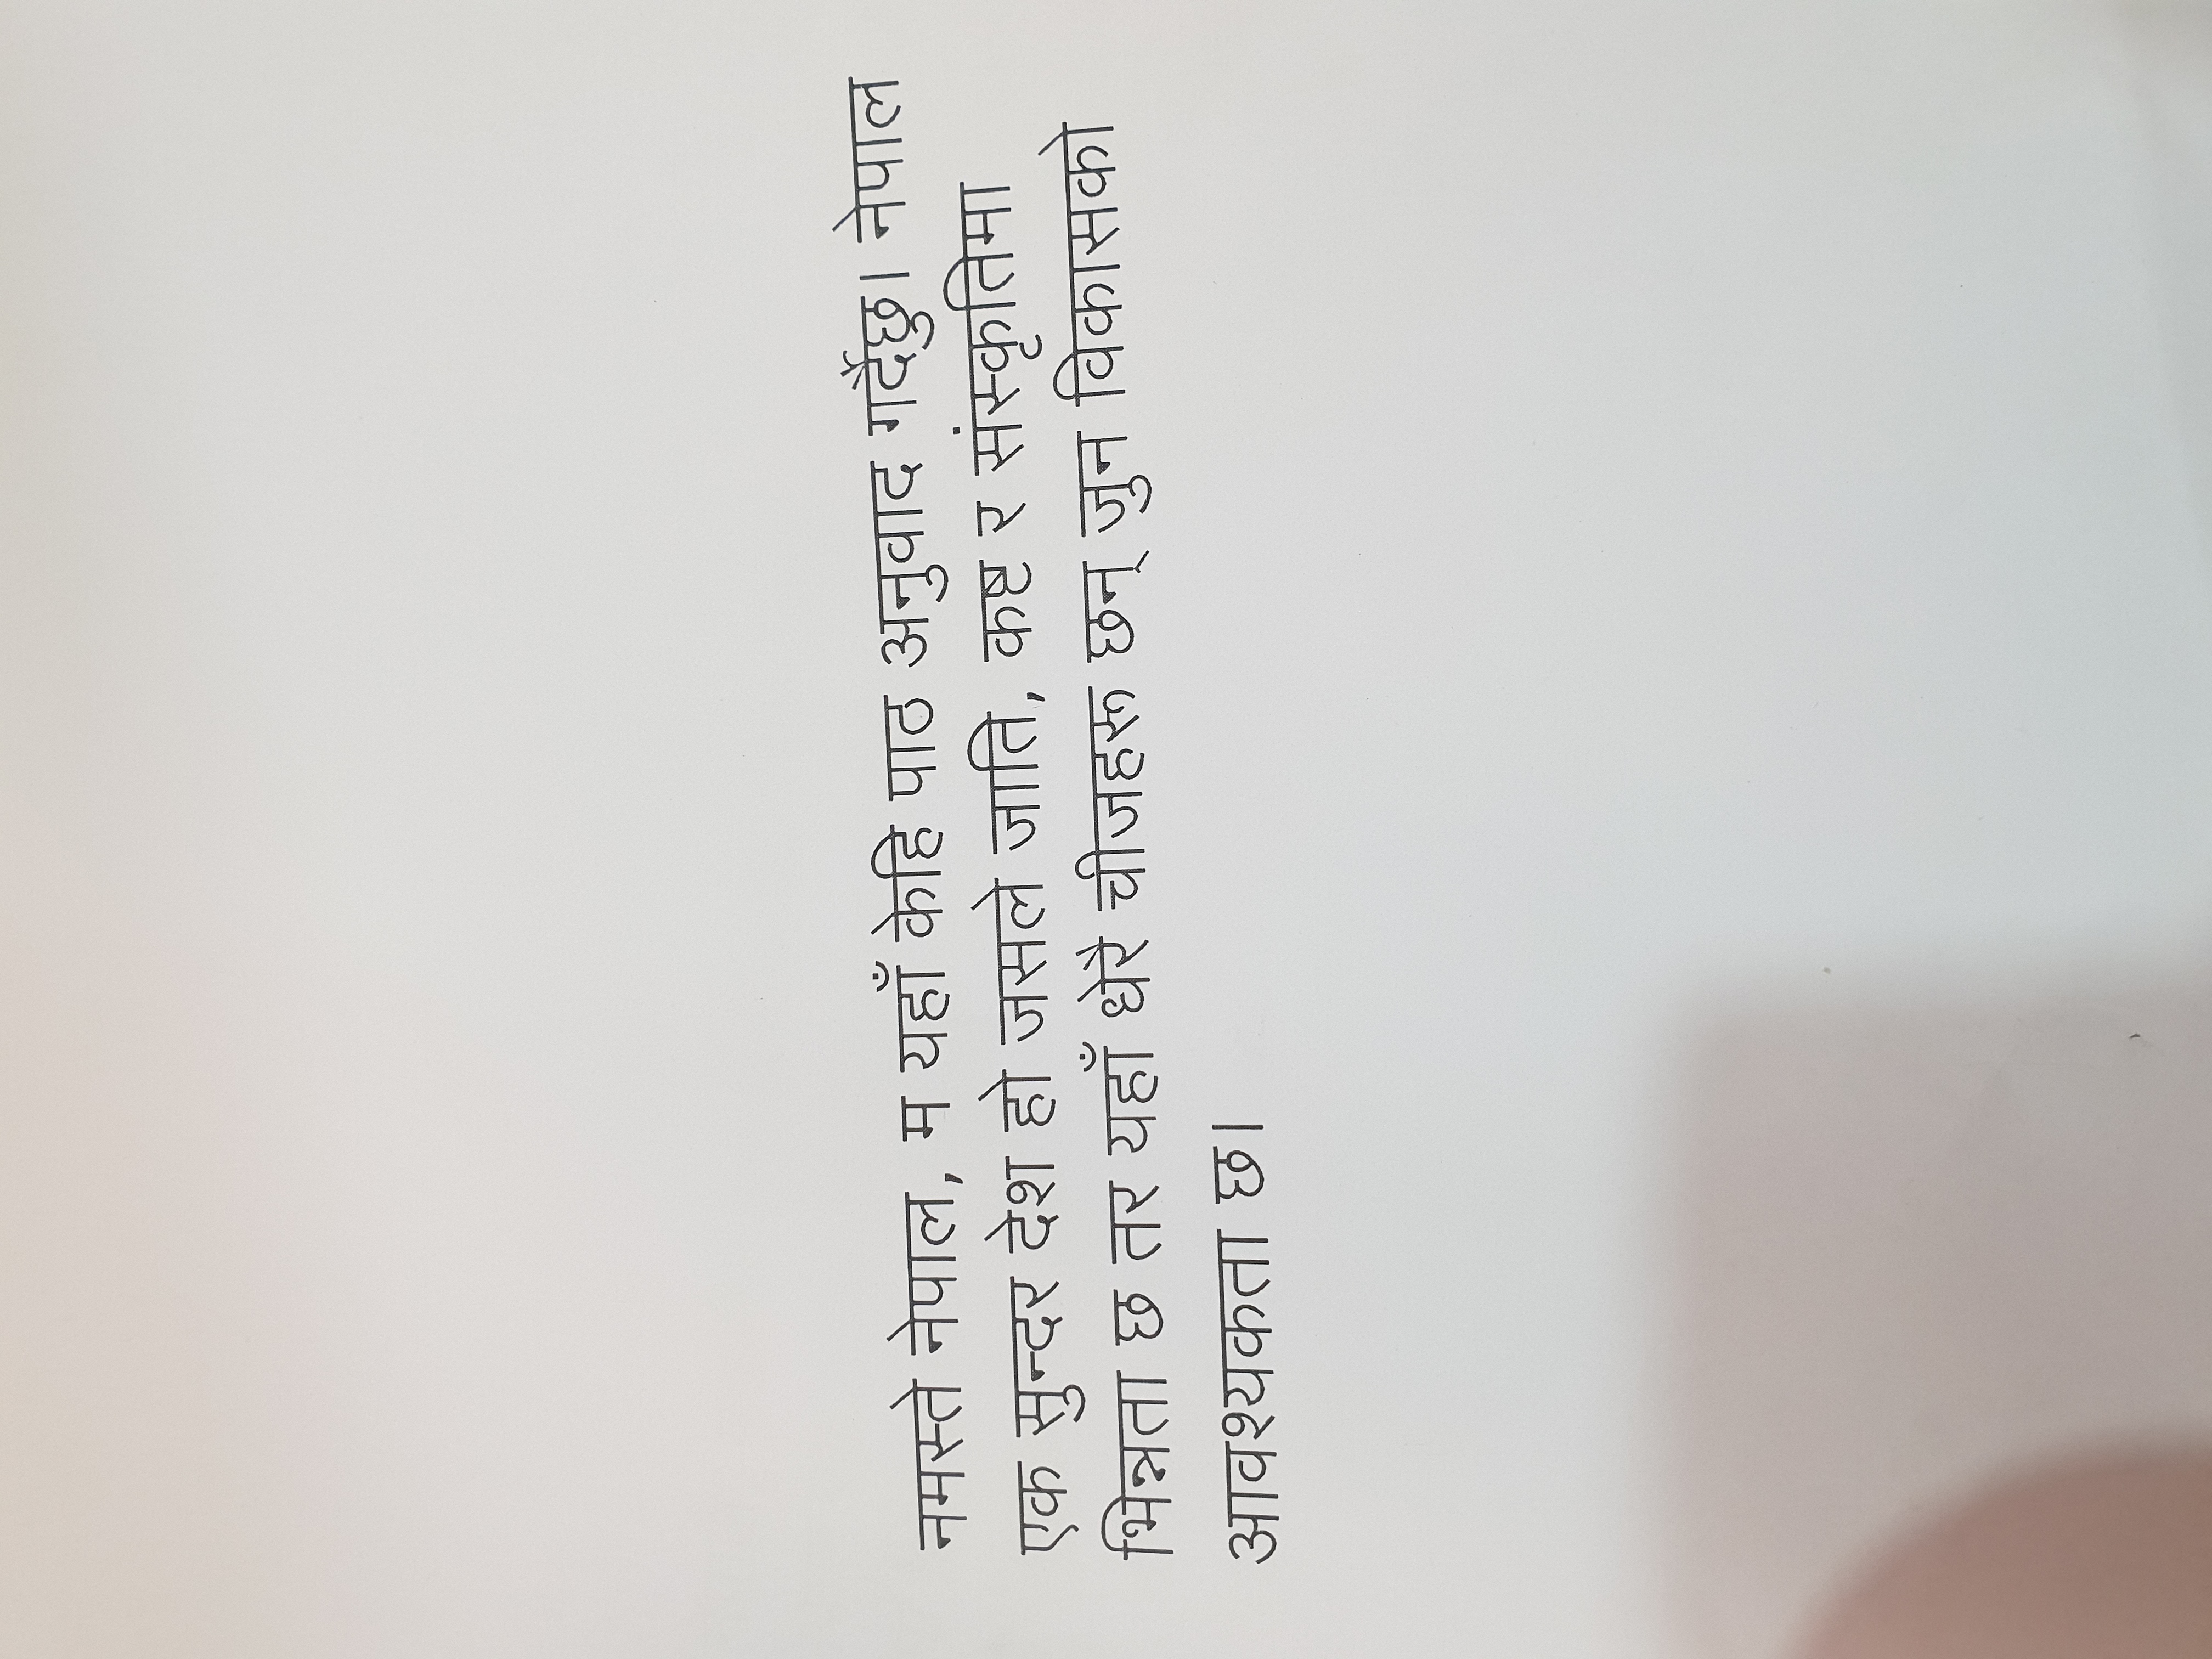 नमस्ते नेपाल, म यहाँ केहि पाठ अनुवाद गर्दैछु। नेपाल
एक सुन्दर देश हो जसले जाति, कष्ट र संस्कृतिमा
भिन्नता छ तर यहाँ धेरै चीजहरू छन् जुन विकासको
आवश्यकता छ।